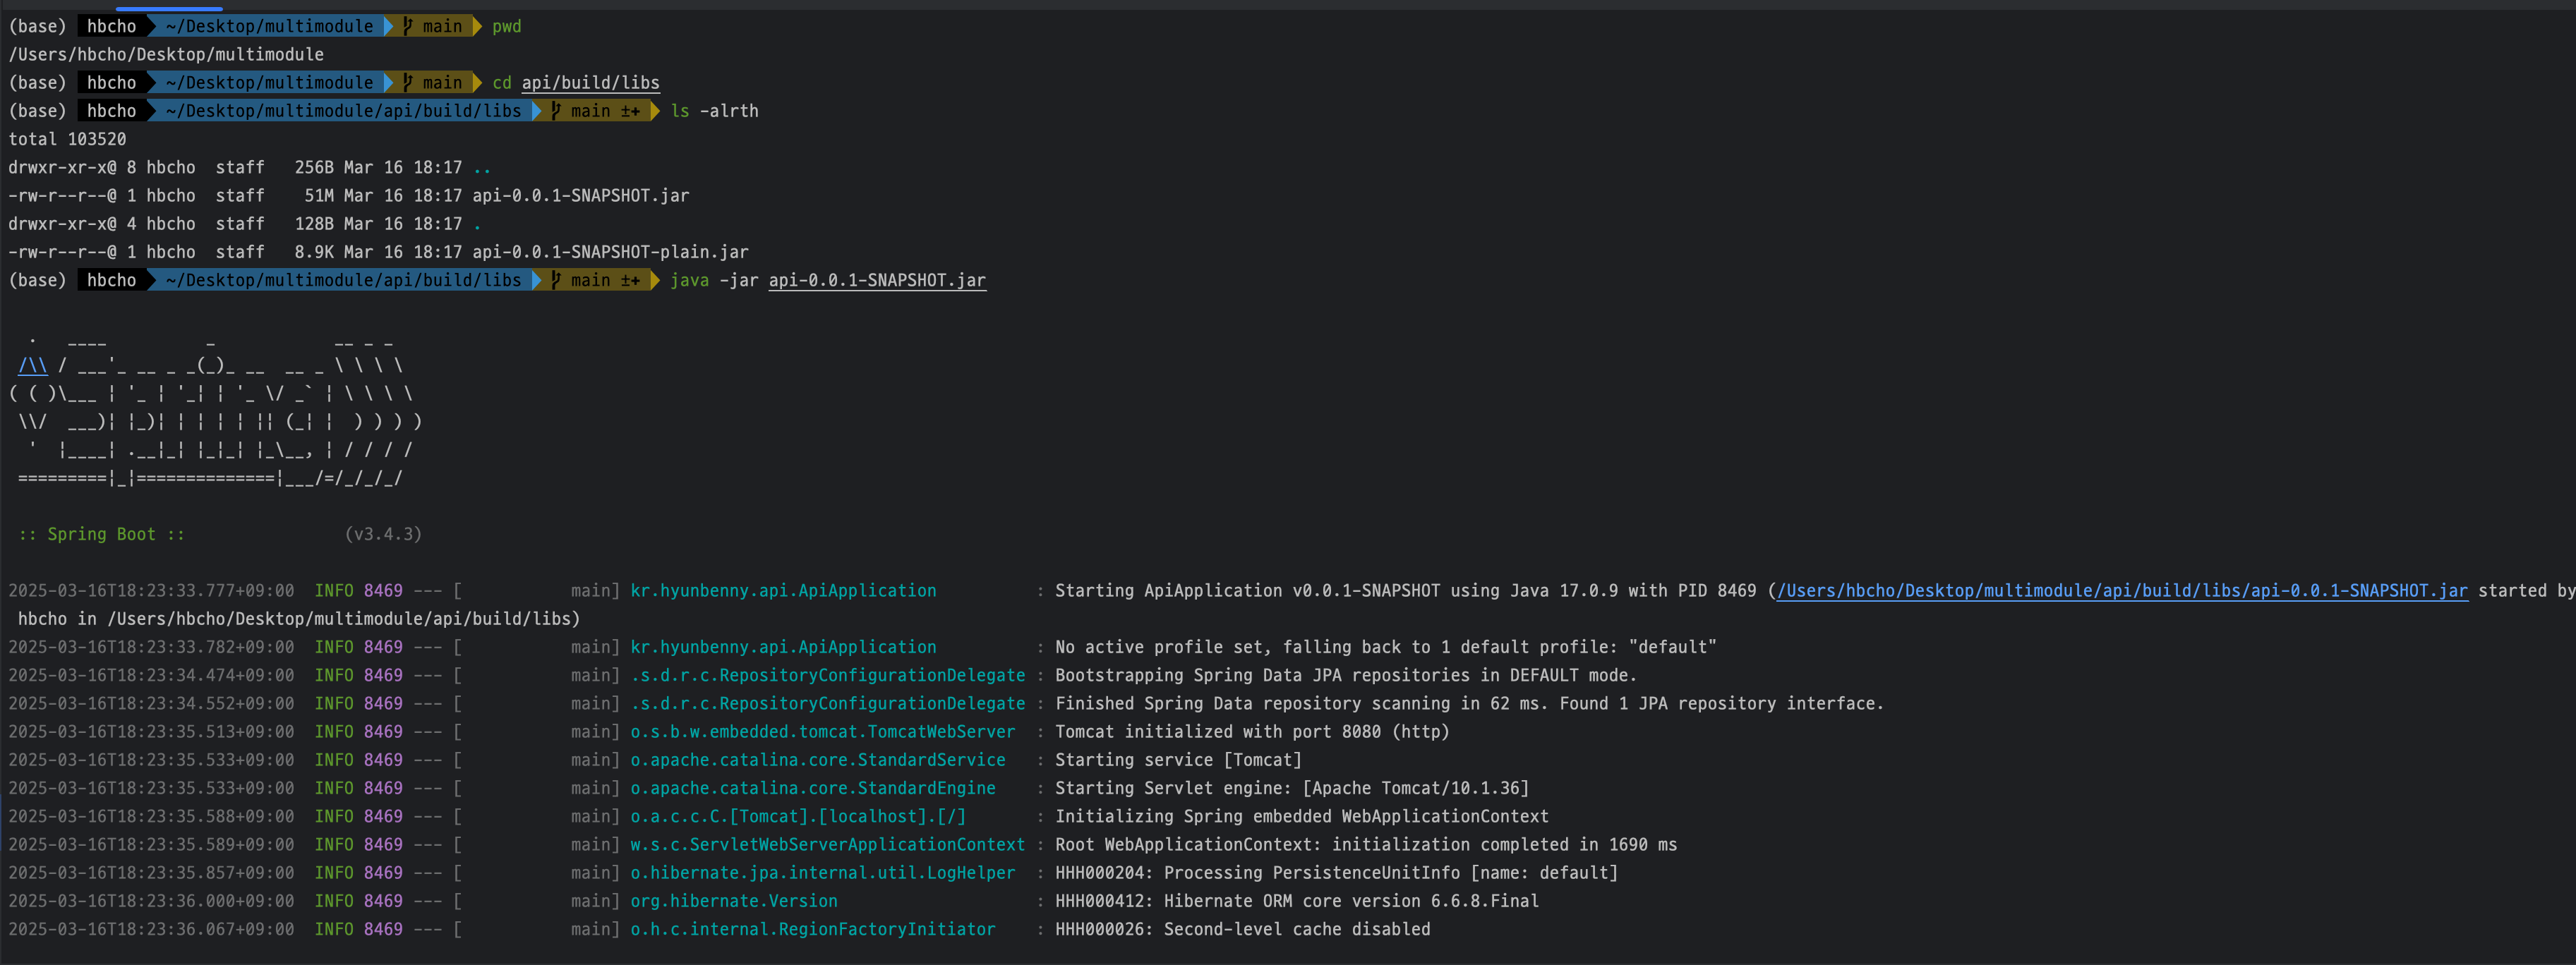 (base) hbcho ~/Desktop/multimodule main pwd
/Users/hbcho/Desktop/multimodule
(base) hbcho ~/Desktop/multimodule main cd api/build/libs
(base) hbcho ~/Desktop/multimodule/api/build/libs main ±+ ls -alrth
total 103520
drwxr-xr-x@ 8 hbcho  staff   256B Mar 16 18:17 ..
-rw-r--r--@ 1 hbcho  staff    51M Mar 16 18:17 api-0.0.1-SNAPSHOT.jar
drwxr-xr-x@ 4 hbcho  staff   128B Mar 16 18:17 .
-rw-r--r--@ 1 hbcho  staff   8.9K Mar 16 18:17 api-0.0.1-SNAPSHOT-plain.jar
(base) hbcho ~/Desktop/multimodule/api/build/libs main ±+ java -jar api-0.0.1-SNAPSHOT.jar
  .   ____          _            __ _ _
 /\\ / ___'_ __ _ _(_)_ __  __ _ \ \ \ \
( ( )\___ | '_ | '_| | '_ \/ _` | \ \ \ \
 \\/  ___)| |_)| | | | | || (_| |  ) ) ) )
  '  |____| .__|_| |_|_| |_\__, | / / / /
 =========|_|==============|___/=/_/_/_/
 :: Spring Boot ::                (v3.4.3)
2025-03-16T18:23:33.777+09:00  INFO 8469 --- [           main] kr.hyunbenny.api.ApiApplication          : Starting ApiApplication v0.0.1-SNAPSHOT using Java 17.0.9 with PID 8469 (/Users/hbcho/Desktop/multimodule/api/build/libs/api-0.0.1-SNAPSHOT.jar started by
 hbcho in /Users/hbcho/Desktop/multimodule/api/build/libs)
2025-03-16T18:23:33.782+09:00  INFO 8469 --- [           main] kr.hyunbenny.api.ApiApplication          : No active profile set, falling back to 1 default profile: "default"
2025-03-16T18:23:34.474+09:00  INFO 8469 --- [           main] .s.d.r.c.RepositoryConfigurationDelegate : Bootstrapping Spring Data JPA repositories in DEFAULT mode.
2025-03-16T18:23:34.552+09:00  INFO 8469 --- [           main] .s.d.r.c.RepositoryConfigurationDelegate : Finished Spring Data repository scanning in 62 ms. Found 1 JPA repository interface.
2025-03-16T18:23:35.513+09:00  INFO 8469 --- [           main] o.s.b.w.embedded.tomcat.TomcatWebServer  : Tomcat initialized with port 8080 (http)
2025-03-16T18:23:35.533+09:00  INFO 8469 --- [           main] o.apache.catalina.core.StandardService   : Starting service [Tomcat]
2025-03-16T18:23:35.533+09:00  INFO 8469 --- [           main] o.apache.catalina.core.StandardEngine    : Starting Servlet engine: [Apache Tomcat/10.1.36]
2025-03-16T18:23:35.588+09:00  INFO 8469 --- [           main] o.a.c.c.C.[Tomcat].[localhost].[/]       : Initializing Spring embedded WebApplicationContext
2025-03-16T18:23:35.589+09:00  INFO 8469 --- [           main] w.s.c.ServletWebServerApplicationContext : Root WebApplicationContext: initialization completed in 1690 ms
2025-03-16T18:23:35.857+09:00  INFO 8469 --- [           main] o.hibernate.jpa.internal.util.LogHelper  : HHH000204: Processing PersistenceUnitInfo [name: default]
2025-03-16T18:23:36.000+09:00  INFO 8469 --- [           main] org.hibernate.Version                    : HHH000412: Hibernate ORM core version 6.6.8.Final
2025-03-16T18:23:36.067+09:00  INFO 8469 --- [           main] o.h.c.internal.RegionFactoryInitiator    : HHH000026: Second-level cache disabled